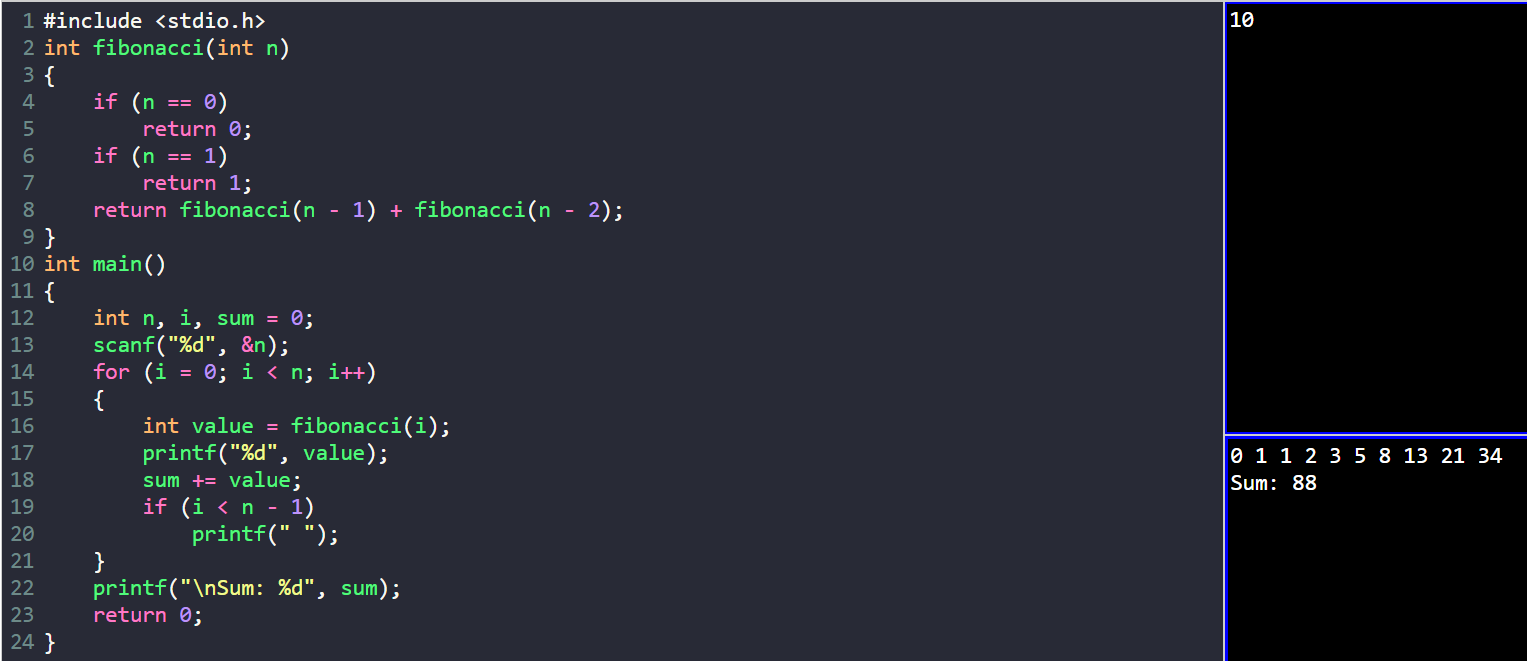 1 #include <stdio.h>
2 int fibonacci(int n)
3 {
4     if (n == 0)
5         return 0;
6     if (n == 1)
7         return 1;
8     return fibonacci(n - 1) + fibonacci(n - 2);
9 }
10 int main()
11 {
12     int n, i, sum = 0;
13     scanf("%d", &n);
14     for (i = 0; i < n; i++)
15     {
16         int value = fibonacci(i);
17         printf("%d", value);
18         sum += value;
19         if (i < n - 1)
20             printf(" ");
21     }
22     printf("\nSum: %d", sum);
23     return 0;
24 }
10
0 1 1 2 3 5 8 13 21 34
Sum: 88